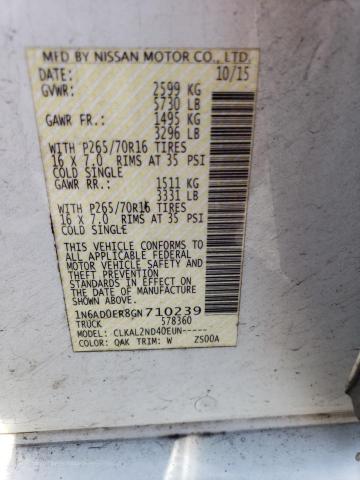 MFD BY NISSAN MOTOR CO., LTD.
DATE: 10/15
GVWR: 2599 KG
5730 LB
GAWR FR.: 1495 KG
3296 LB
WITH P265/70R16 TIRES
16 X 7.0 RIMS AT 35 PSI
COLD SINGLE
GAWR RR.: 1511 KG
3331 LB
WITH P265/70R16 TIRES
16 X 7.0 RIMS AT 35 PSI
COLD SINGLE
THIS VEHICLE CONFORMS TO
ALL APPLICABLE FEDERAL
MOTOR VEHICLE SAFETY AND
THEFT PREVENTION
STANDARDS IN EFFECT ON
THE DATE OF MANUFACTURE
SHOWN ABOVE.
1N6AD0ER8GN710239
TRUCK 578360
MODEL: CLKAL2ND40EUN-----
COLOR: QAK TRIM: W ZS00A